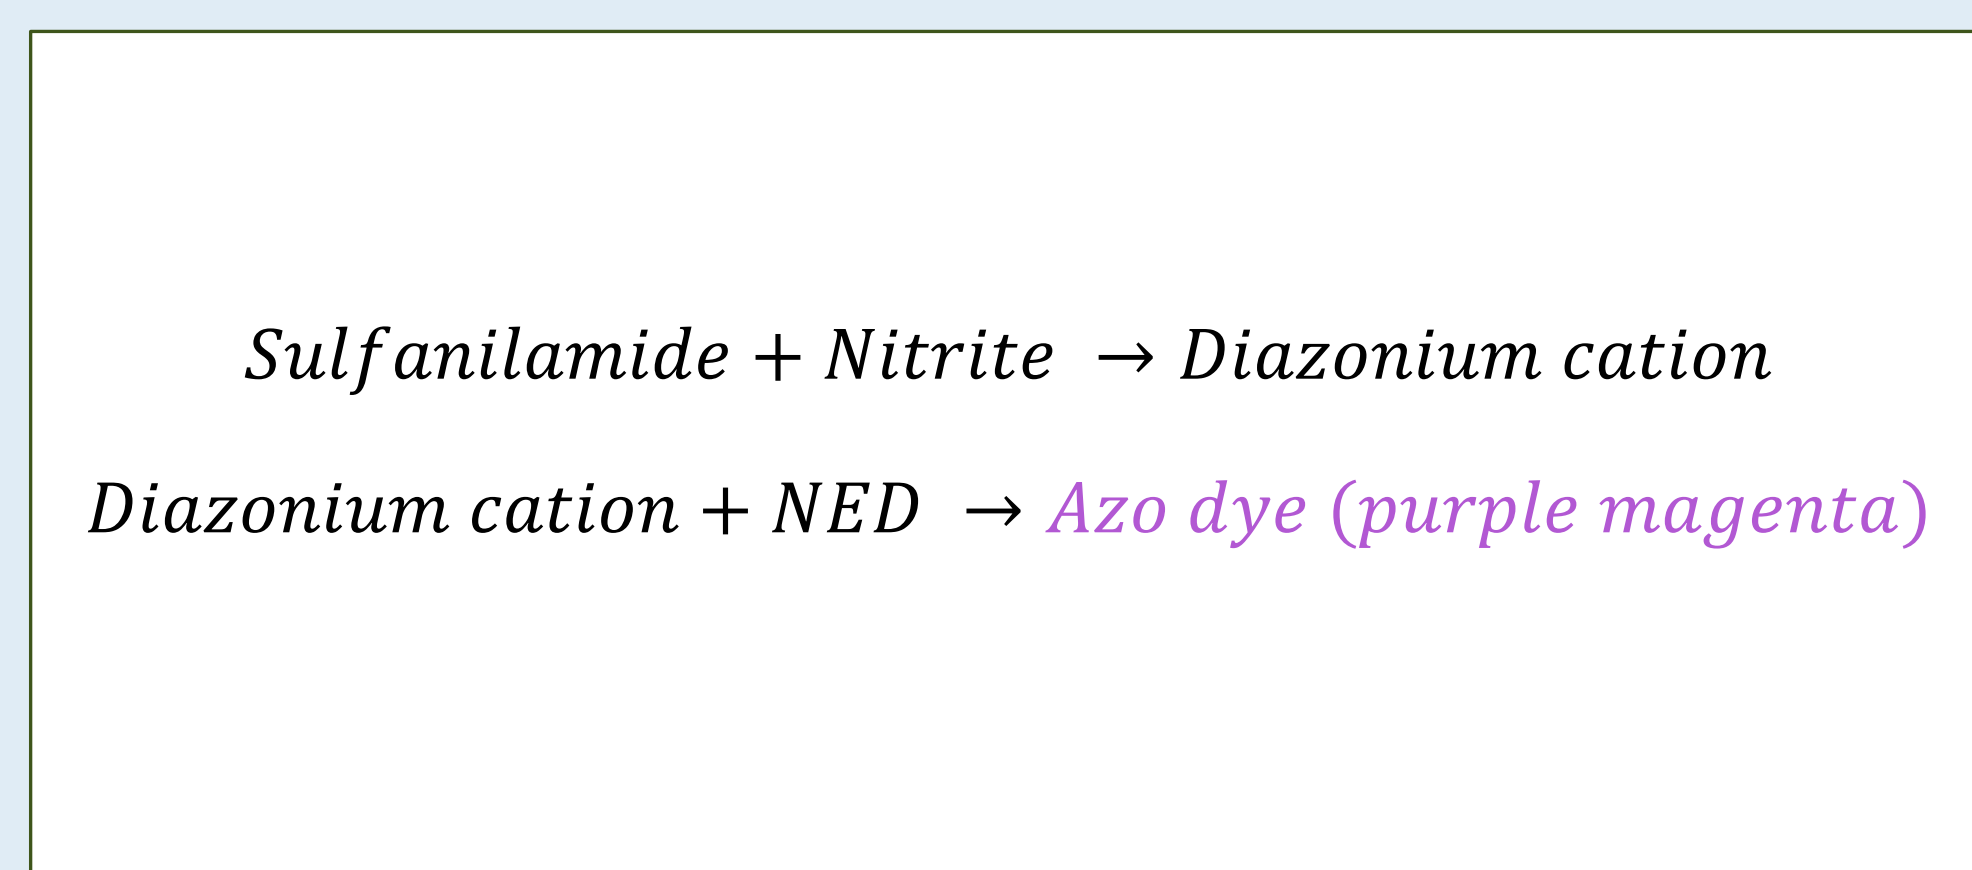 Sulfanilamide + Nitrite → Diazonium cation
Diazonium cation + NED → Azo dye (purple magenta)